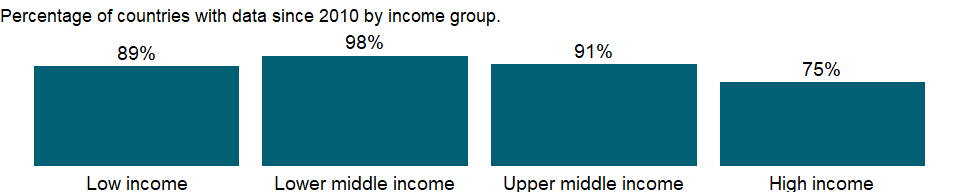 Percentage of countries with data since 2010 by income group.
89%
98%
91%
75%
Low income
Lower middle income
Upper middle income
High income